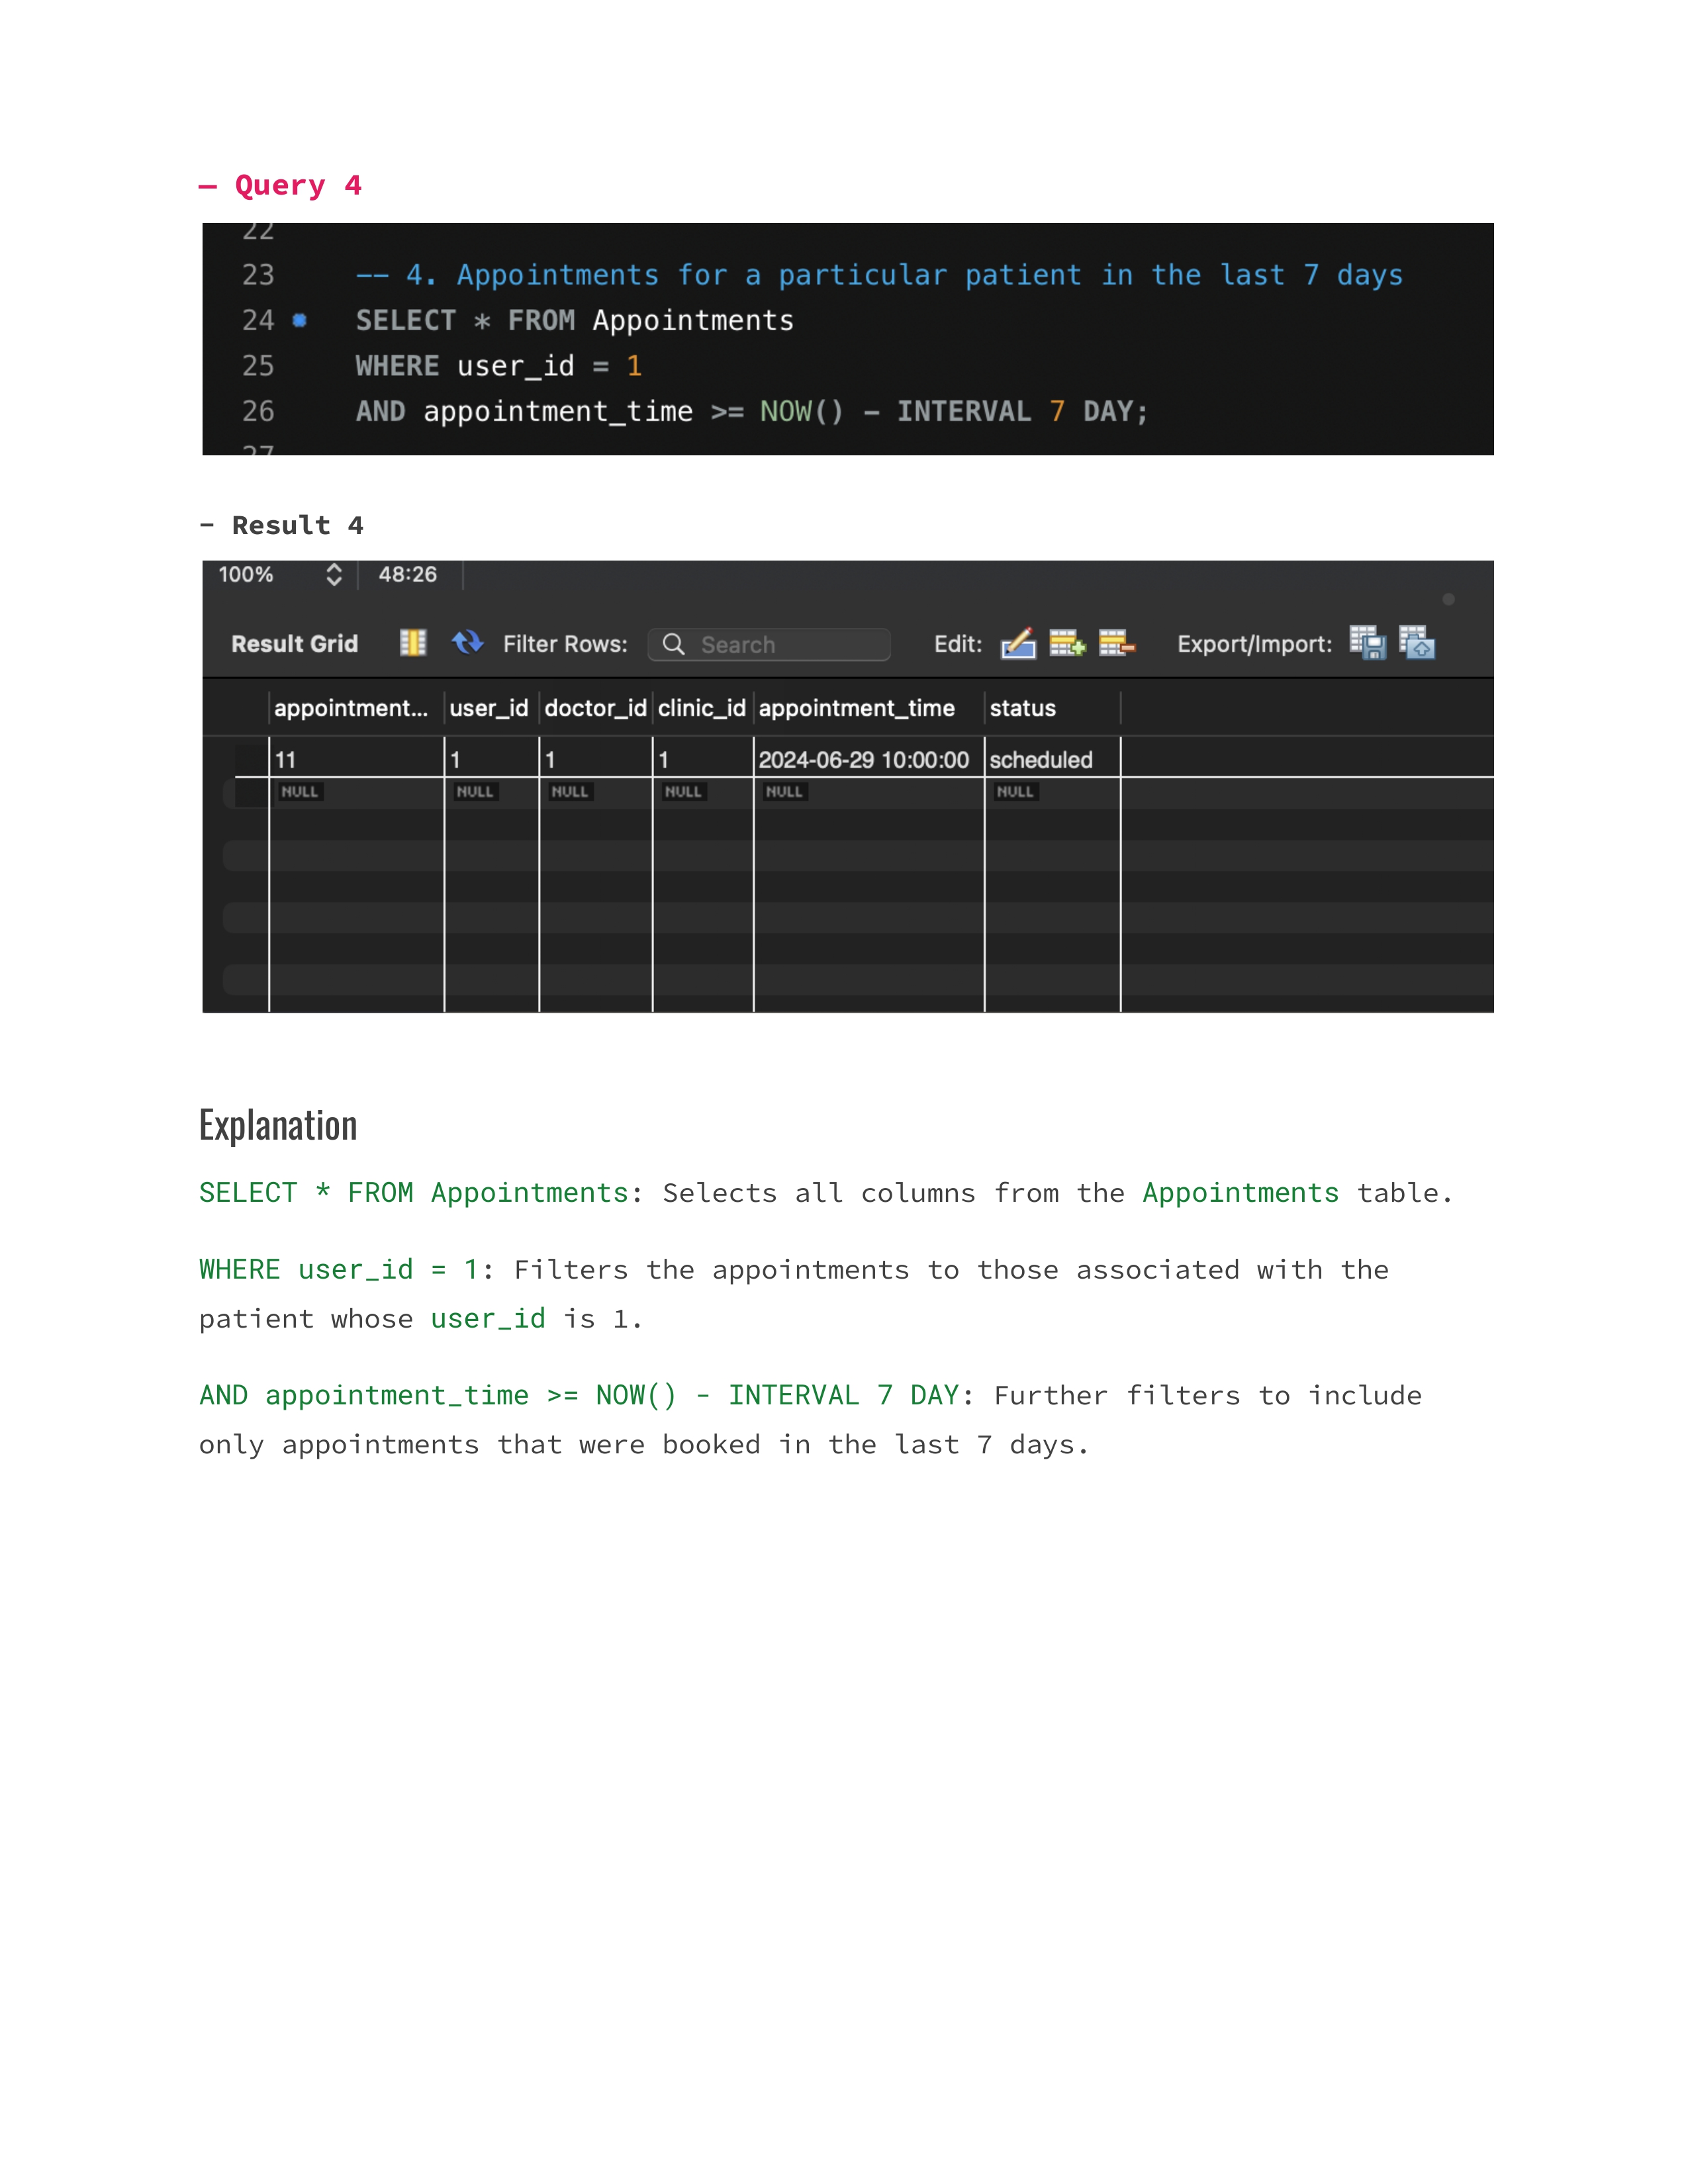 — Query 4
22
23 -- 4. Appointments for a particular patient in the last 7 days
24 SELECT * FROM Appointments
25 WHERE user_id = 1
26 AND appointment_time >= NOW() - INTERVAL 7 DAY;
27
- Result 4
100% 48:26
Result Grid Filter Rows: Search Edit: Export/Import:
appointment... user_id doctor_id clinic_id appointment_time status
11 1 1 1 2024-06-29 10:00:00 scheduled
NULL NULL NULL NULL NULL NULL
Explanation
SELECT * FROM Appointments: Selects all columns from the Appointments table.
WHERE user_id = 1: Filters the appointments to those associated with the
patient whose user_id is 1.
AND appointment_time >= NOW() - INTERVAL 7 DAY: Further filters to include
only appointments that were booked in the last 7 days.